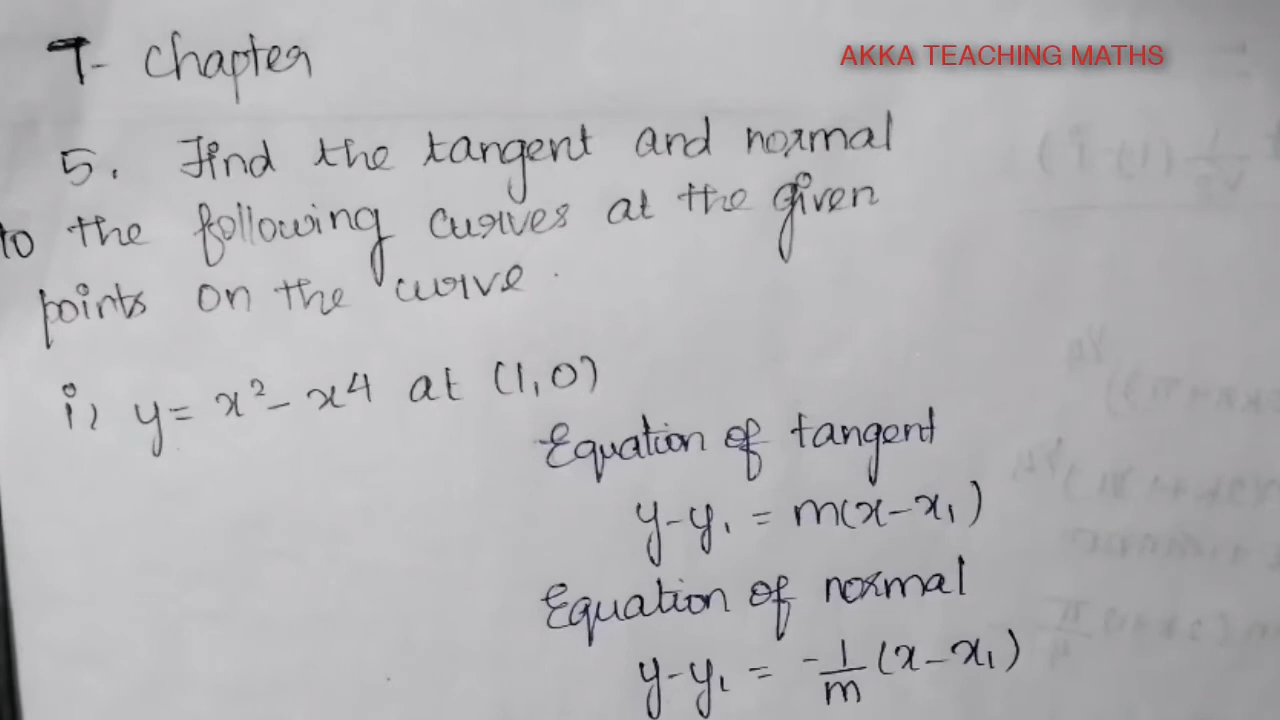 7- Chapter
AKKA TEACHING MATHS
5. Find the tangent and normal
to the following curves at the given
points on the curve.
i) y = x² - x⁴ at (1,0)
Equation of tangent
y-y₁ = m(x-x₁)
Equation of normal
y-y₁ = -1/m (x-x₁)